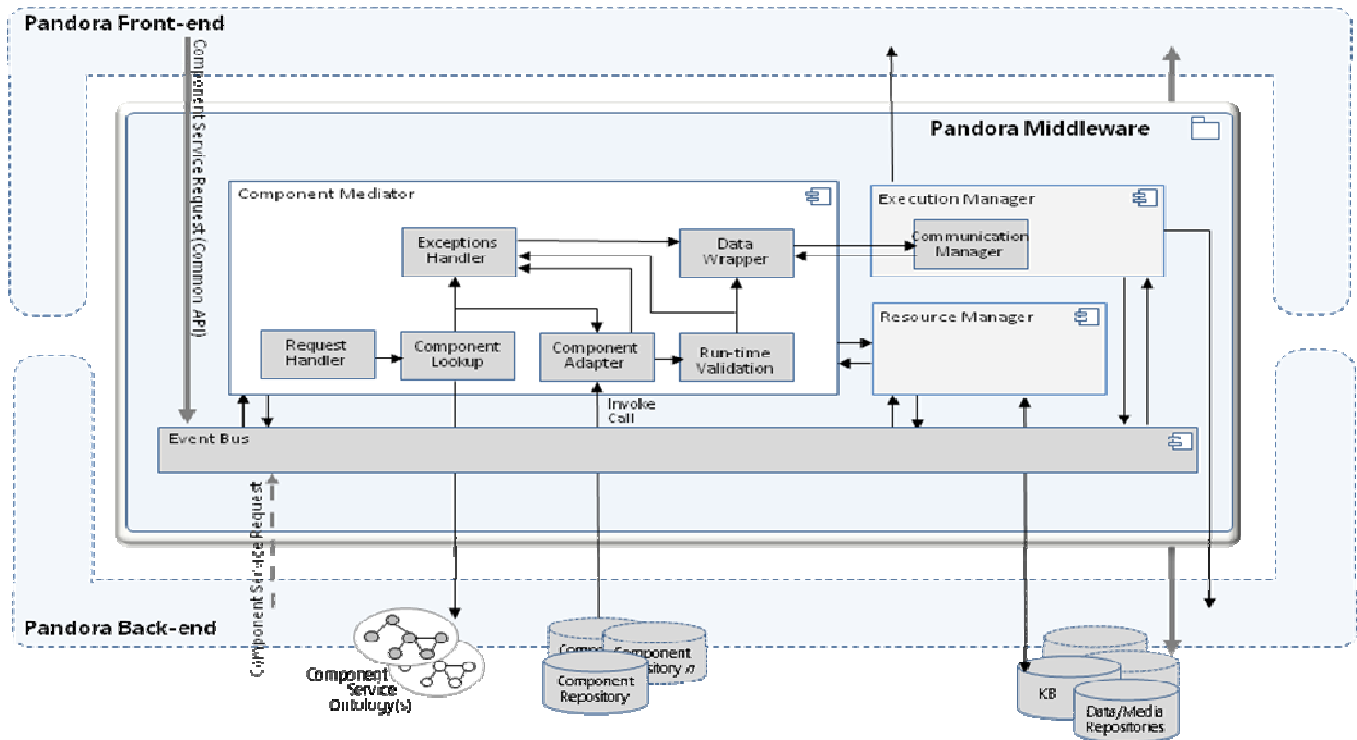 Pandora Front-end
Component Service Request (Common API)
Pandora Middleware
Component Mediator
Execution Manager
Exceptions
Handler
Data
Wrapper
Communication
Manager
Resource Manager
Request
Handler
Component
Lookup
Component
Adapter
Run-time
Validation
Invoke
Call
Event Bus
Component Service Request
Pandora Back-end
Component
Service
Ontology(s)
Component
Component
Repository
KB
Data/Media
Repositories